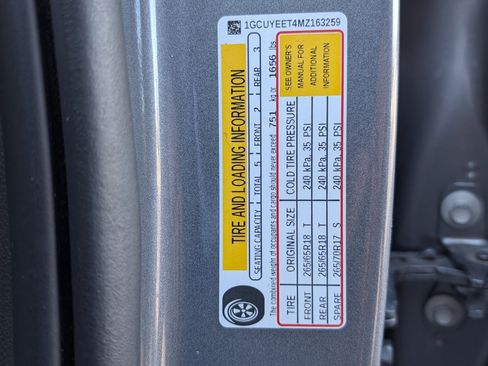 1GCUYEET4MZ163259
TIRE AND LOADING INFORMATION
SEATING CAPACITY TOTAL 5 FRONT 2 REAR 3
The combined weight of occupants and cargo should never exceed 751 kg or 1656 lbs.
TIRE ORIGINAL SIZE COLD TIRE PRESSURE
FRONT 265/65R18 T 240 kPa, 35 PSI
REAR 265/65R18 T 240 kPa, 35 PSI
SPARE 265/70R17 S 240 kPa, 35 PSI
SEE OWNER'S
MANUAL FOR
ADDITIONAL
INFORMATION